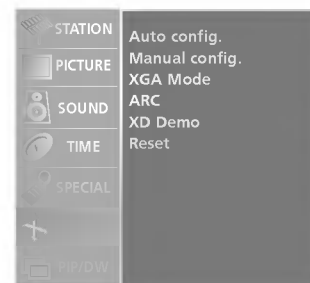 STATION
PICTURE
SOUND
TIME
SPECIAL
PIP/DW
Auto config.
Manual config.
XGA Mode
ARC
XD Demo
Reset